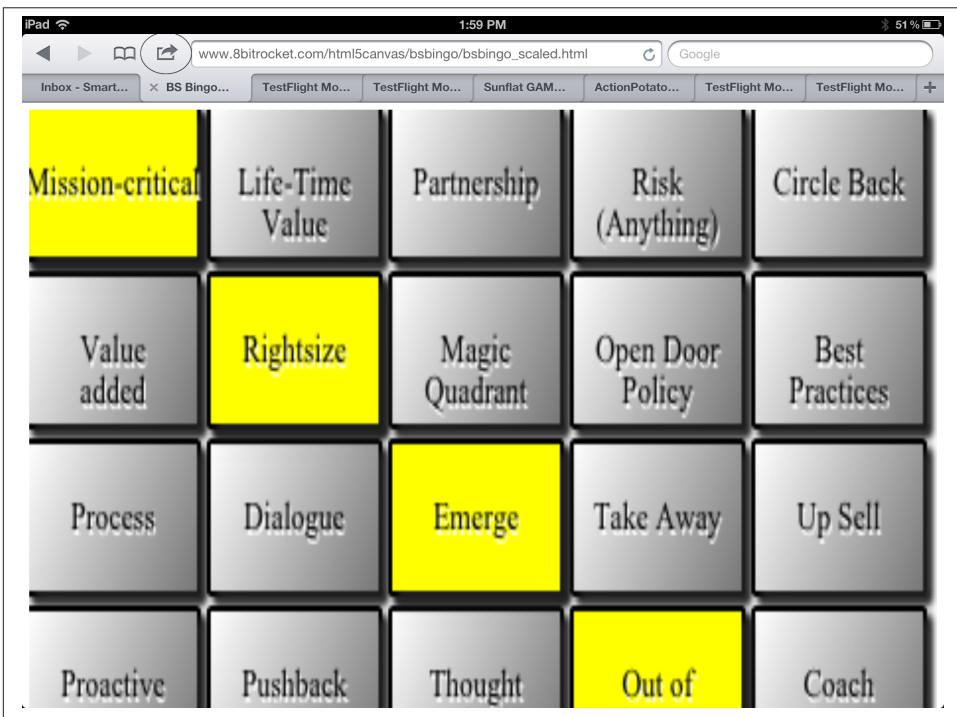 iPad 1:59 PM 51%
www.8bitrocket.com/html5canvas/bsbingo/bsbingo_scaled.html Google
Inbox - Smart... × BS Bingo... TestFlight Mo... TestFlight Mo... Sunflat GAM... ActionPotato... TestFlight Mo... TestFlight Mo... +
Mission-critical
Life-Time
Value
Partnership
Risk
(Anything)
Circle Back
Value
added
Rightsize
Magic
Quadrant
Open Door
Policy
Best
Practices
Process
Dialogue
Emerge
Take Away
Up Sell
Proactive
Pushback
Thought
Out of
Coach